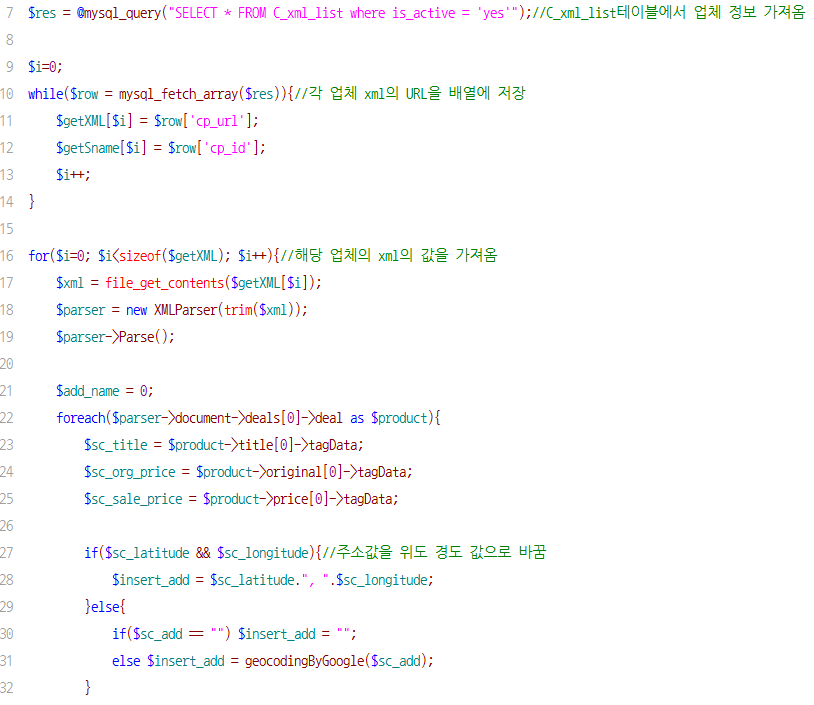 7 $res = @mysql_query("SELECT * FROM C_xml_list where is_active = 'yes'");//C_xml_list테이블에서 업체 정보 가져옴
8
9 $i=0;
10 while($row = mysql_fetch_array($res)){//각 업체 xml의 URL을 배열에 저장
11 $getXML[$i] = $row['cp_url'];
12 $getSname[$i] = $row['cp_id'];
13 $i++;
14 }
15
16 for($i=0; $i<sizeof($getXML); $i++){//해당 업체의 xml의 값을 가져옴
17 $xml = file_get_contents($getXML[$i]);
18 $parser = new XMLParser(trim($xml));
19 $parser->Parse();
20
21 $add_name = 0;
22 foreach($parser->document->deals[0]->deal as $product){
23 $sc_title = $product->title[0]->tagData;
24 $sc_org_price = $product->original[0]->tagData;
25 $sc_sale_price = $product->price[0]->tagData;
26
27 if($sc_latitude && $sc_longitude){//주소값을 위도 경도 값으로 바꿈
28 $insert_add = $sc_latitude.", ".$sc_longitude;
29 }else{
30 if($sc_add == "") $insert_add = "";
31 else $insert_add = geocodingByGoogle($sc_add);
32 }